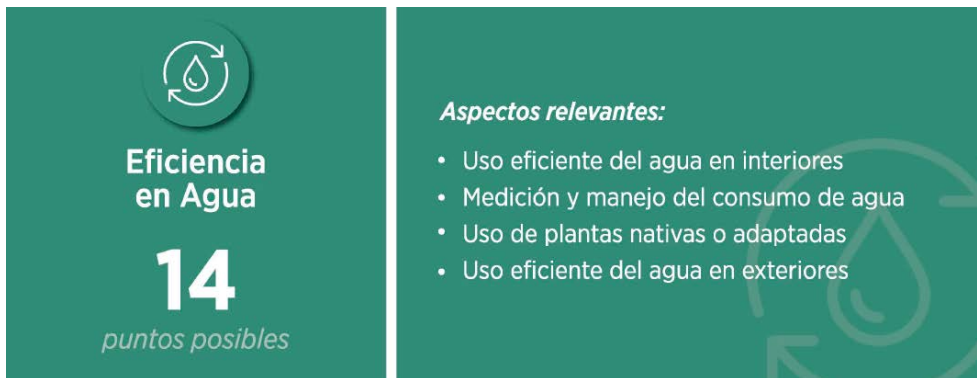 Eficiencia
en Agua
14
puntos posibles
Aspectos relevantes:
• Uso eficiente del agua en interiores
• Medición y manejo del consumo de agua
• Uso de plantas nativas o adaptadas
• Uso eficiente del agua en exteriores